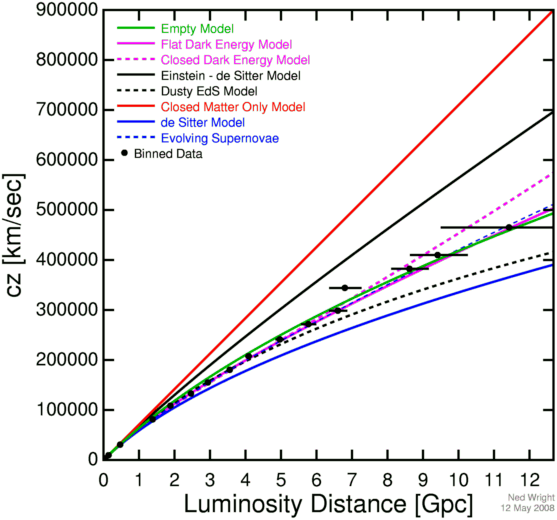 900000
800000
700000
600000
500000
400000
300000
200000
100000
0
cz [km/sec]
Empty Model
Flat Dark Energy Model
Closed Dark Energy Model
Einstein - de Sitter Model
Dusty EdS Model
Closed Matter Only Model
de Sitter Model
Evolving Supernovae
Binned Data
0 1 2 3 4 5 6 7 8 9 10 11 12
Luminosity Distance [Gpc]
Ned Wright
12 May 2008